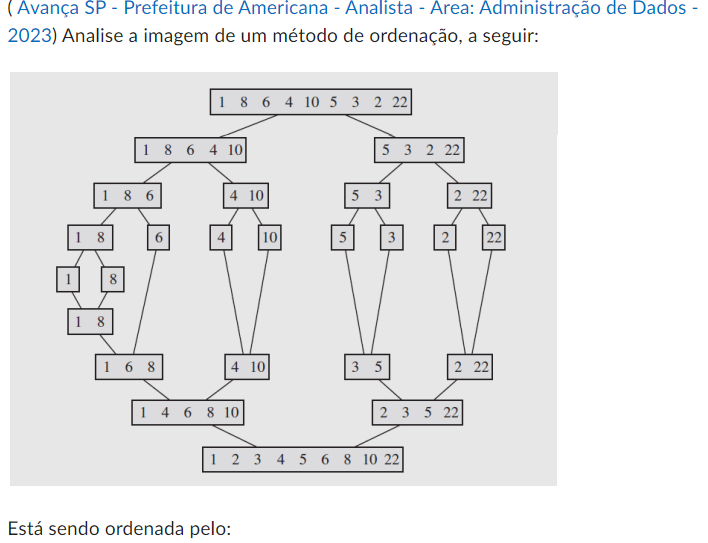 ( Avança SP - Prefeitura de Americana - Analista - Área: Administração de Dados -
2023) Analise a imagem de um método de ordenação, a seguir:
1 8 6 4 10 5 3 2 22
1 8 6 4 10 5 3 2 22
1 8 6 4 10 5 3 2 22
1 8 6 4 10 5 3 2 22
1 8
1 8
1 6 8 4 10 3 5 2 22
1 4 6 8 10 2 3 5 22
1 2 3 4 5 6 8 10 22
Está sendo ordenada pelo: